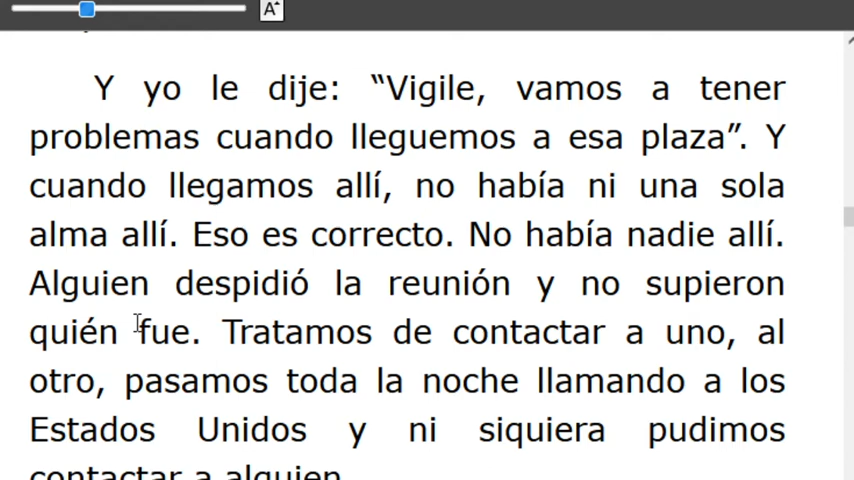 A
Y yo le dije: “Vigile, vamos a tener
problemas cuando lleguemos a esa plaza”. Y
cuando llegamos allí, no había ni una sola
alma allí. Eso es correcto. No había nadie allí.
Alguien despidió la reunión y no supieron
quién fue. Tratamos de contactar a uno, al
otro, pasamos toda la noche llamando a los
Estados Unidos y ni siquiera pudimos
contactar a alguien.